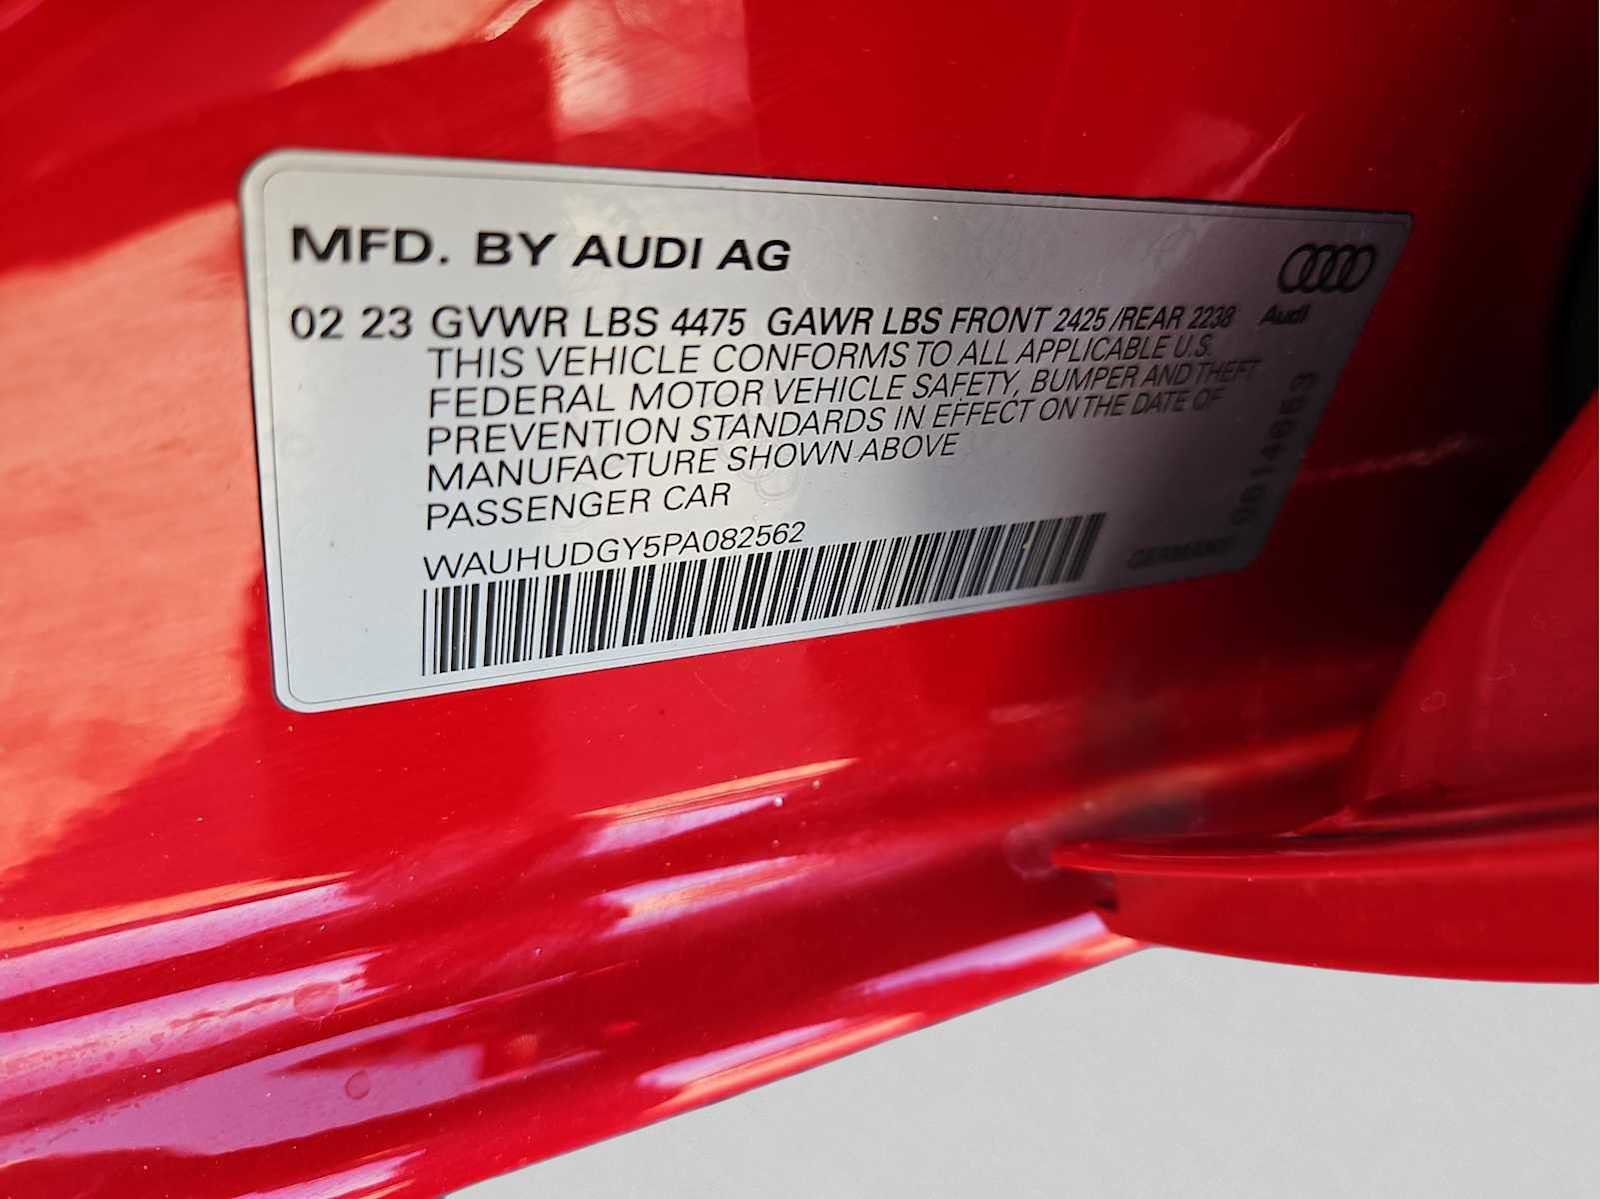 MFD. BY AUDI AG
02 23 GVWR LBS 4475 GAWR LBS FRONT 2425 /REAR 2238 Audi
THIS VEHICLE CONFORMS TO ALL APPLICABLE U.S.
FEDERAL MOTOR VEHICLE SAFETY, BUMPER AND THEFT
PREVENTION STANDARDS IN EFFECT ON THE DATE OF
MANUFACTURE SHOWN ABOVE
PASSENGER CAR
WAUHUDGY5PA082562
GERMANY